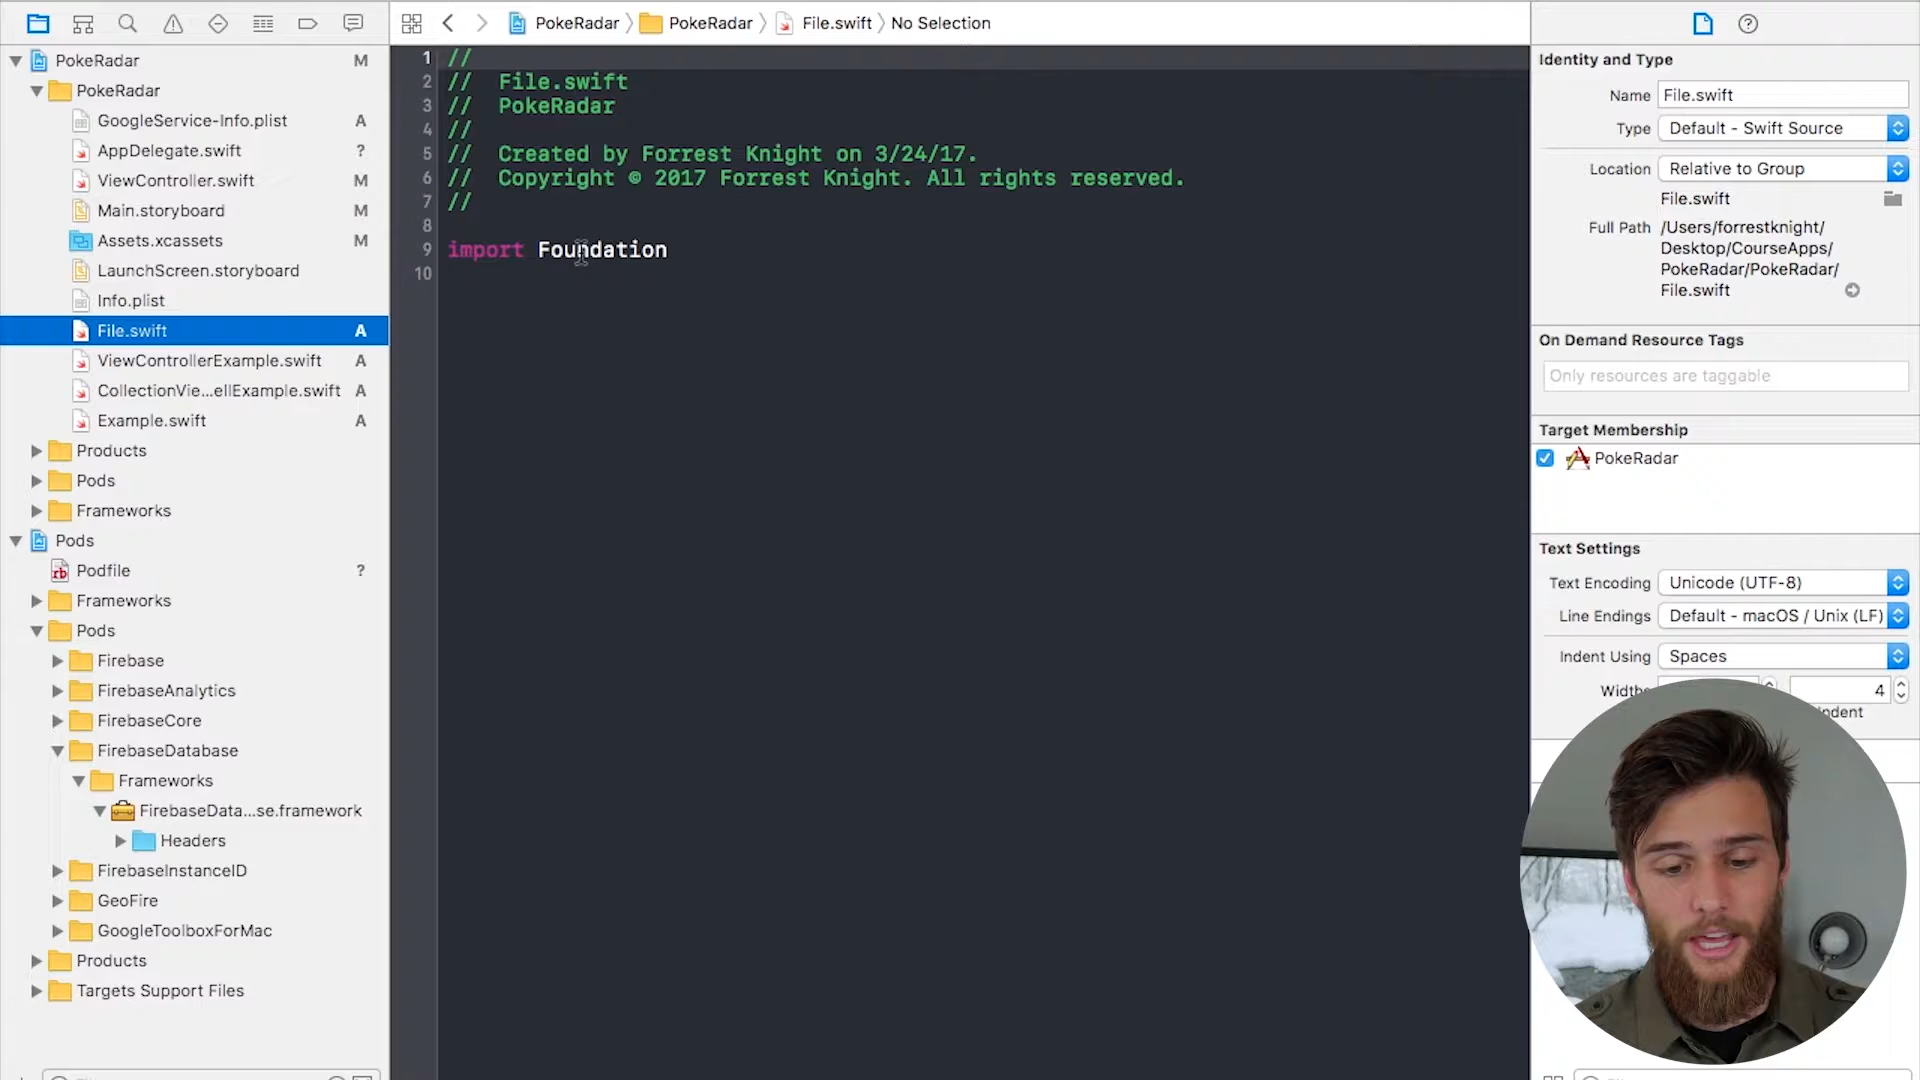 PokeRadar
PokeRadar
File.swift
No Selection
PokeRadar M
PokeRadar
GoogleService-Info.plist A
AppDelegate.swift ?
ViewController.swift M
Main.storyboard M
Assets.xcassets M
LaunchScreen.storyboard
Info.plist
File.swift A
ViewControllerExample.swift A
CollectionVie...ellExample.swift A
Example.swift A
Products
Pods
Frameworks
Pods
Podfile ?
Frameworks
Pods
Firebase
FirebaseAnalytics
FirebaseCore
FirebaseDatabase
Frameworks
FirebaseData...se.framework
Headers
FirebaseInstanceID
GeoFire
GoogleToolboxForMac
Products
Targets Support Files
1 //
2 // File.swift
3 // PokeRadar
4 //
5 // Created by Forrest Knight on 3/24/17.
6 // Copyright © 2017 Forrest Knight. All rights reserved.
7 //
8
9 import Foundation
10
Identity and Type
Name File.swift
Type Default - Swift Source
Location Relative to Group
File.swift
Full Path /Users/forrestknight/
Desktop/CourseApps/
PokeRadar/PokeRadar/
File.swift
On Demand Resource Tags
Only resources are taggable
Target Membership
PokeRadar
Text Settings
Text Encoding Unicode (UTF-8)
Line Endings Default - macOS / Unix (LF)
Indent Using Spaces
Widths 4